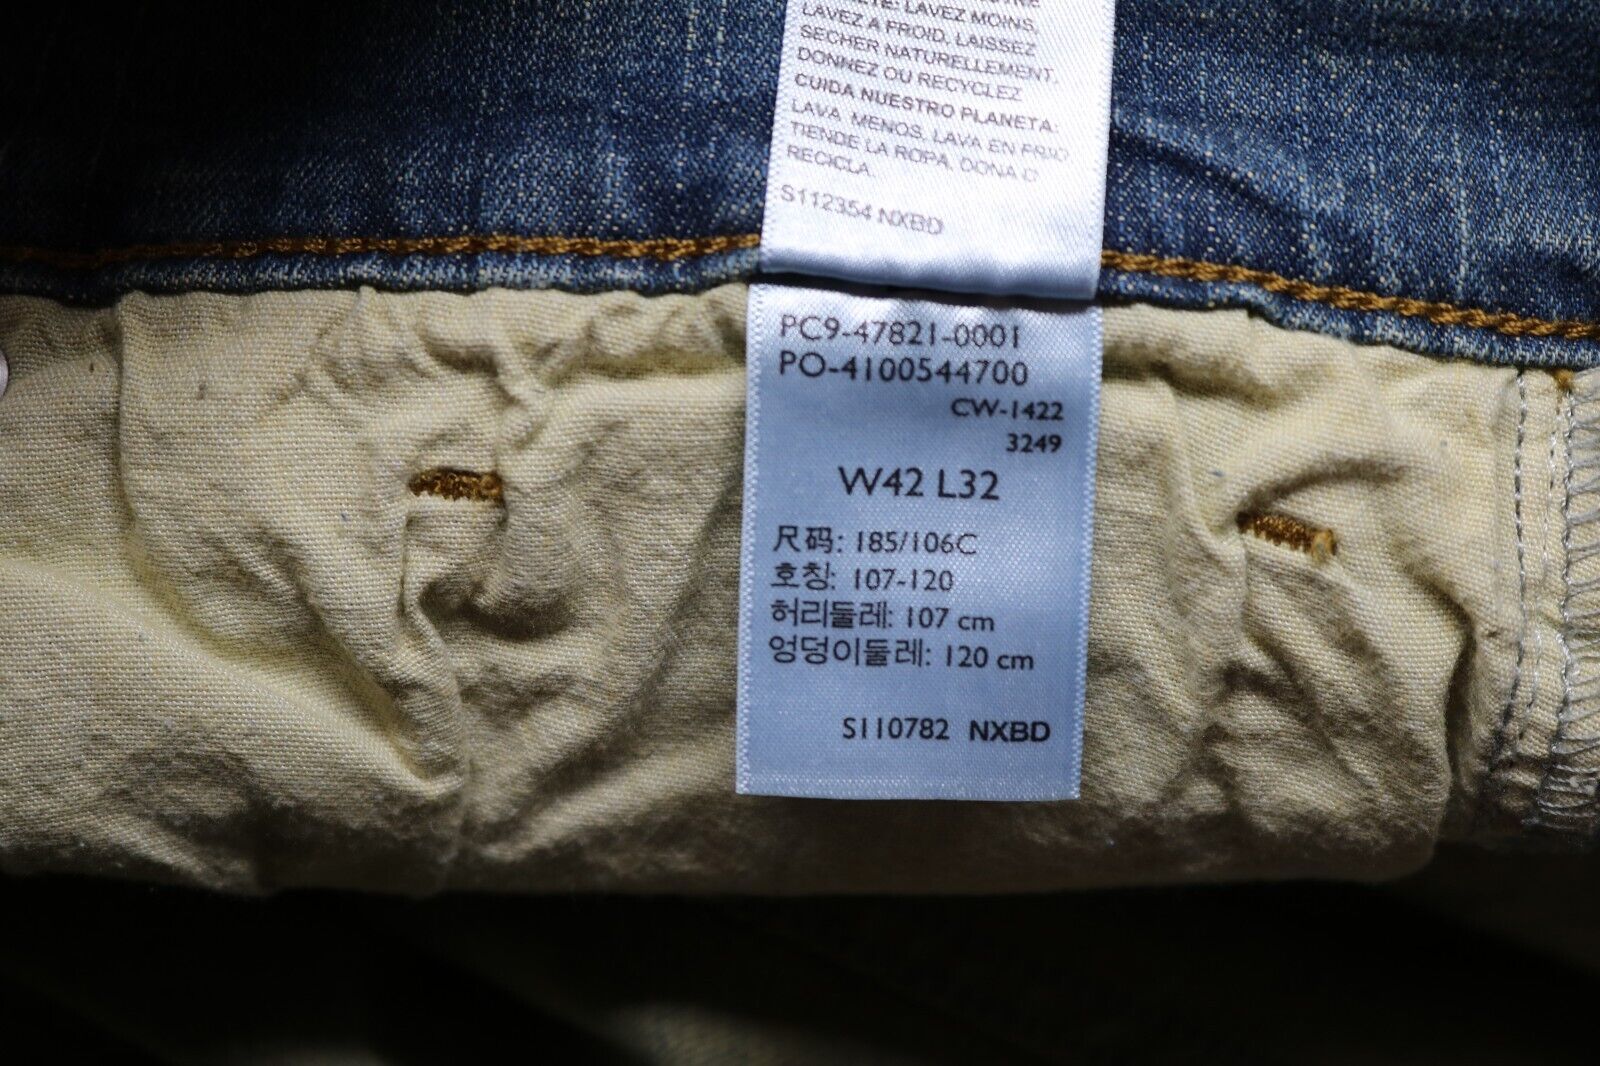 LAVEZ MOINS,
LAVEZ A FROID, LAISSEZ
SECHER NATURELLEMENT,
DONNEZ OU RECYCLEZ
CUIDA NUESTRO PLANETA:
LAVA MENOS, LAVA EN FRIO
TIENDE LA ROPA, DONA O
RECICLA.
S112354 NXBD
PC9-47821-0001
PO-4100544700
CW-1422
3249
W42 L32
尺码: 185/106C
호칭: 107-120
허리둘레: 107 cm
엉덩이둘레: 120 cm
S110782 NXBD